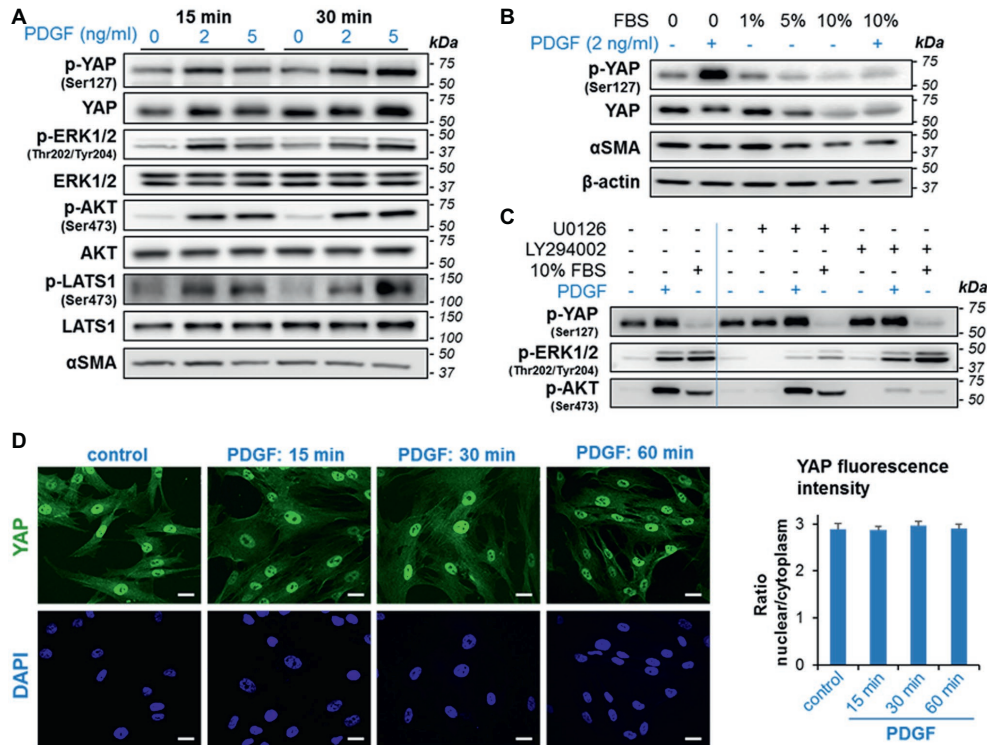 A
15 min 30 min
PDGF (ng/ml) 0 2 5 0 2 5 kDa
p-YAP
(Ser127)
75
50
YAP
75
50
p-ERK1/2
(Thr202/Tyr204)
50
37
ERK1/2
50
37
p-AKT
(Ser473)
75
50
AKT
75
50
p-LATS1
(Ser473)
150
100
LATS1
150
100
αSMA
50
37
B
FBS 0 0 1% 5% 10% 10%
PDGF (2 ng/ml) - + - - - + kDa
p-YAP
(Ser127)
75
50
YAP
75
50
αSMA
50
37
β-actin
50
37
C
U0126 - - - - + + + - - -
LY294002 - - - - - - - + + +
10% FBS - - + - - - + - - +
PDGF - + - - - + - - + - kDa
p-YAP
(Ser127)
75
50
p-ERK1/2
(Thr202/Tyr204)
50
37
p-AKT
(Ser473)
75
50
D
control PDGF: 15 min PDGF: 30 min PDGF: 60 min
YAP
DAPI
YAP fluorescence
intensity
Ratio
nuclear/cytoplasm
3
2
1
0
control 15 min 30 min 60 min
PDGF